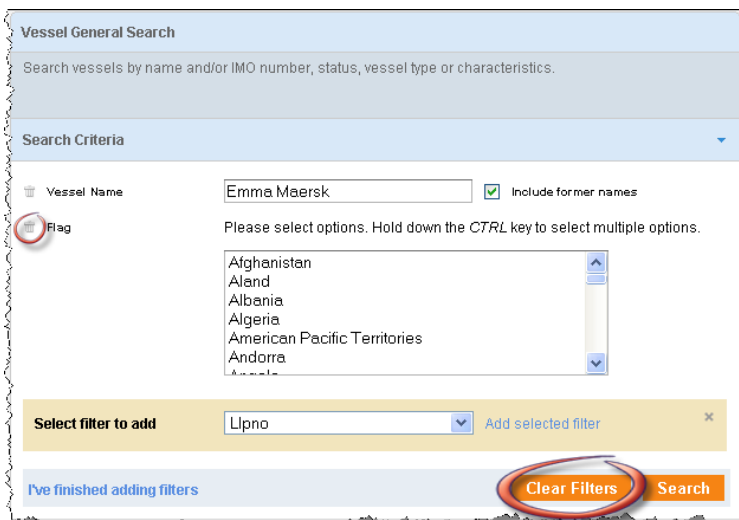 Vessel General Search
Search vessels by name and/or IMO number, status, vessel type or characteristics.
Search Criteria
Vessel Name Emma Maersk Include former names
Flag Please select options. Hold down the CTRL key to select multiple options.
Afghanistan
Aland
Albania
Algeria
American Pacific Territories
Andorra
Angola
Select filter to add Llpno Add selected filter ×
I've finished adding filters Clear Filters Search